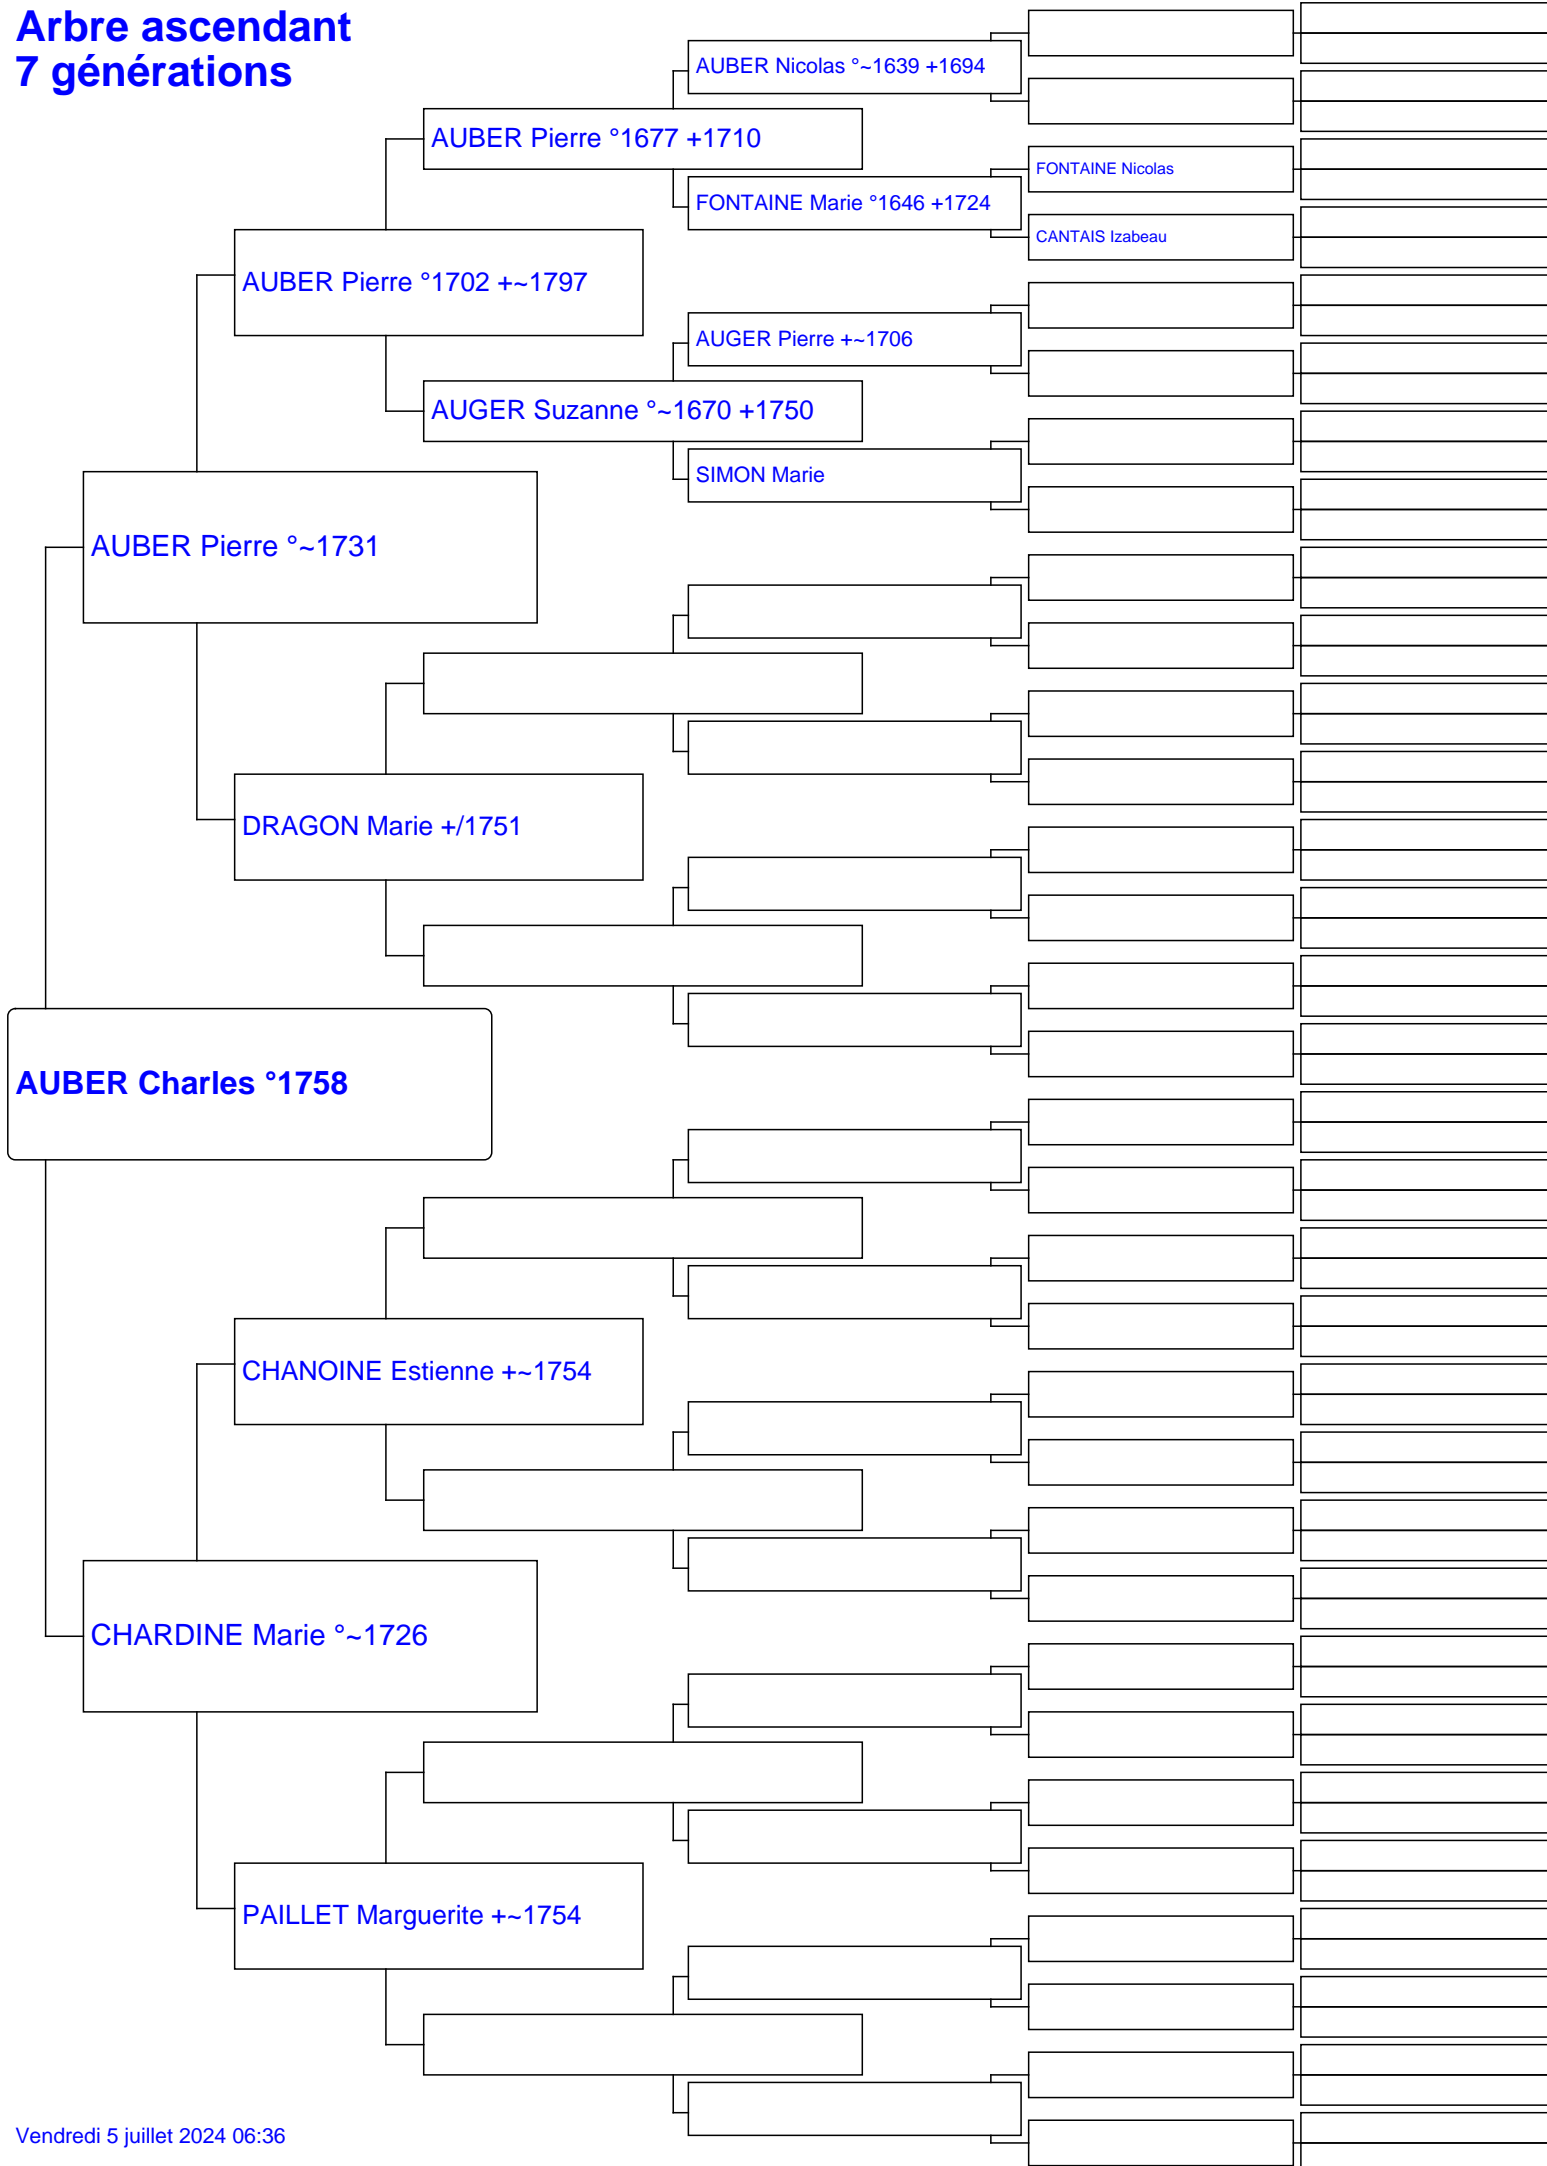 Arbre ascendant
7 générations
AUBER Nicolas °~1639 +1694
AUBER Pierre °1677 +1710
FONTAINE Nicolas
FONTAINE Marie °1646 +1724
CANTAIS Izabeau
AUBER Pierre °1702 +~1797
AUGER Pierre +~1706
AUGER Suzanne °~1670 +1750
SIMON Marie
AUBER Pierre °~1731
DRAGON Marie +/1751
AUBER Charles °1758
CHANOINE Estienne +~1754
CHARDINE Marie °~1726
PAILLET Marguerite +~1754
Vendredi 5 juillet 2024 06:36